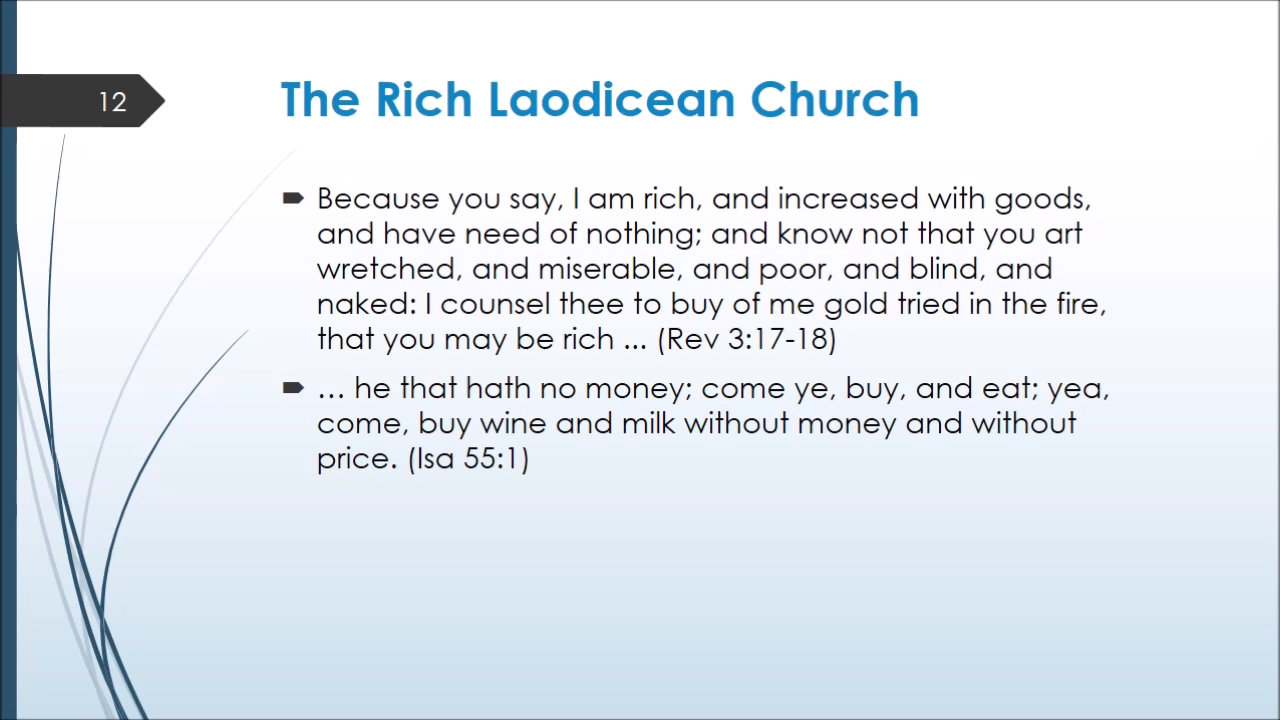 12
The Rich Laodicean Church
Because you say, I am rich, and increased with goods,
and have need of nothing; and know not that you art
wretched, and miserable, and poor, and blind, and
naked: I counsel thee to buy of me gold tried in the fire,
that you may be rich ... (Rev 3:17-18)
… he that hath no money; come ye, buy, and eat; yea,
come, buy wine and milk without money and without
price. (Isa 55:1)